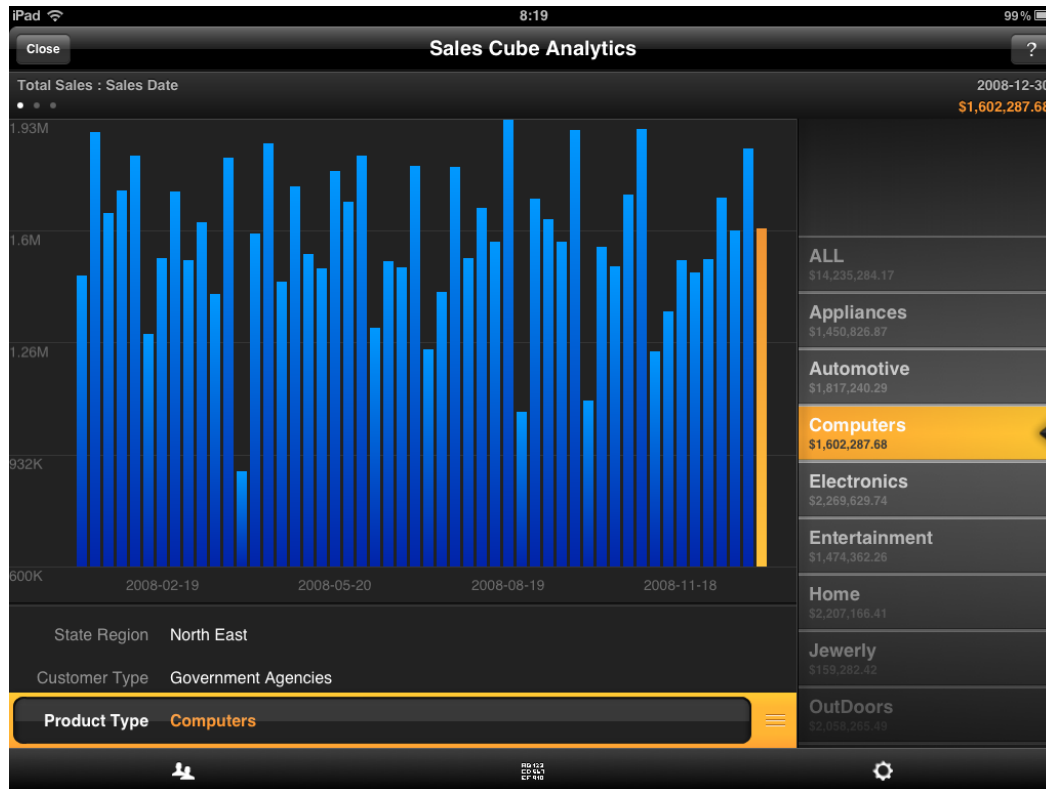 iPad 8:19 99%
Close Sales Cube Analytics ?
Total Sales : Sales Date 2008-12-30
$1,602,287.68
1.93M
1.6M
1.26M
932K
600K
2008-02-19 2008-05-20 2008-08-19 2008-11-18
ALL
$14,235,284.17
Appliances
$1,450,826.87
Automotive
$1,817,240.29
Computers
$1,602,287.68
Electronics
$2,269,629.74
Entertainment
$1,474,362.26
Home
$2,207,166.41
Jewerly
$159,282.42
OutDoors
$2,058,265.49
State Region North East
Customer Type Government Agencies
Product Type Computers